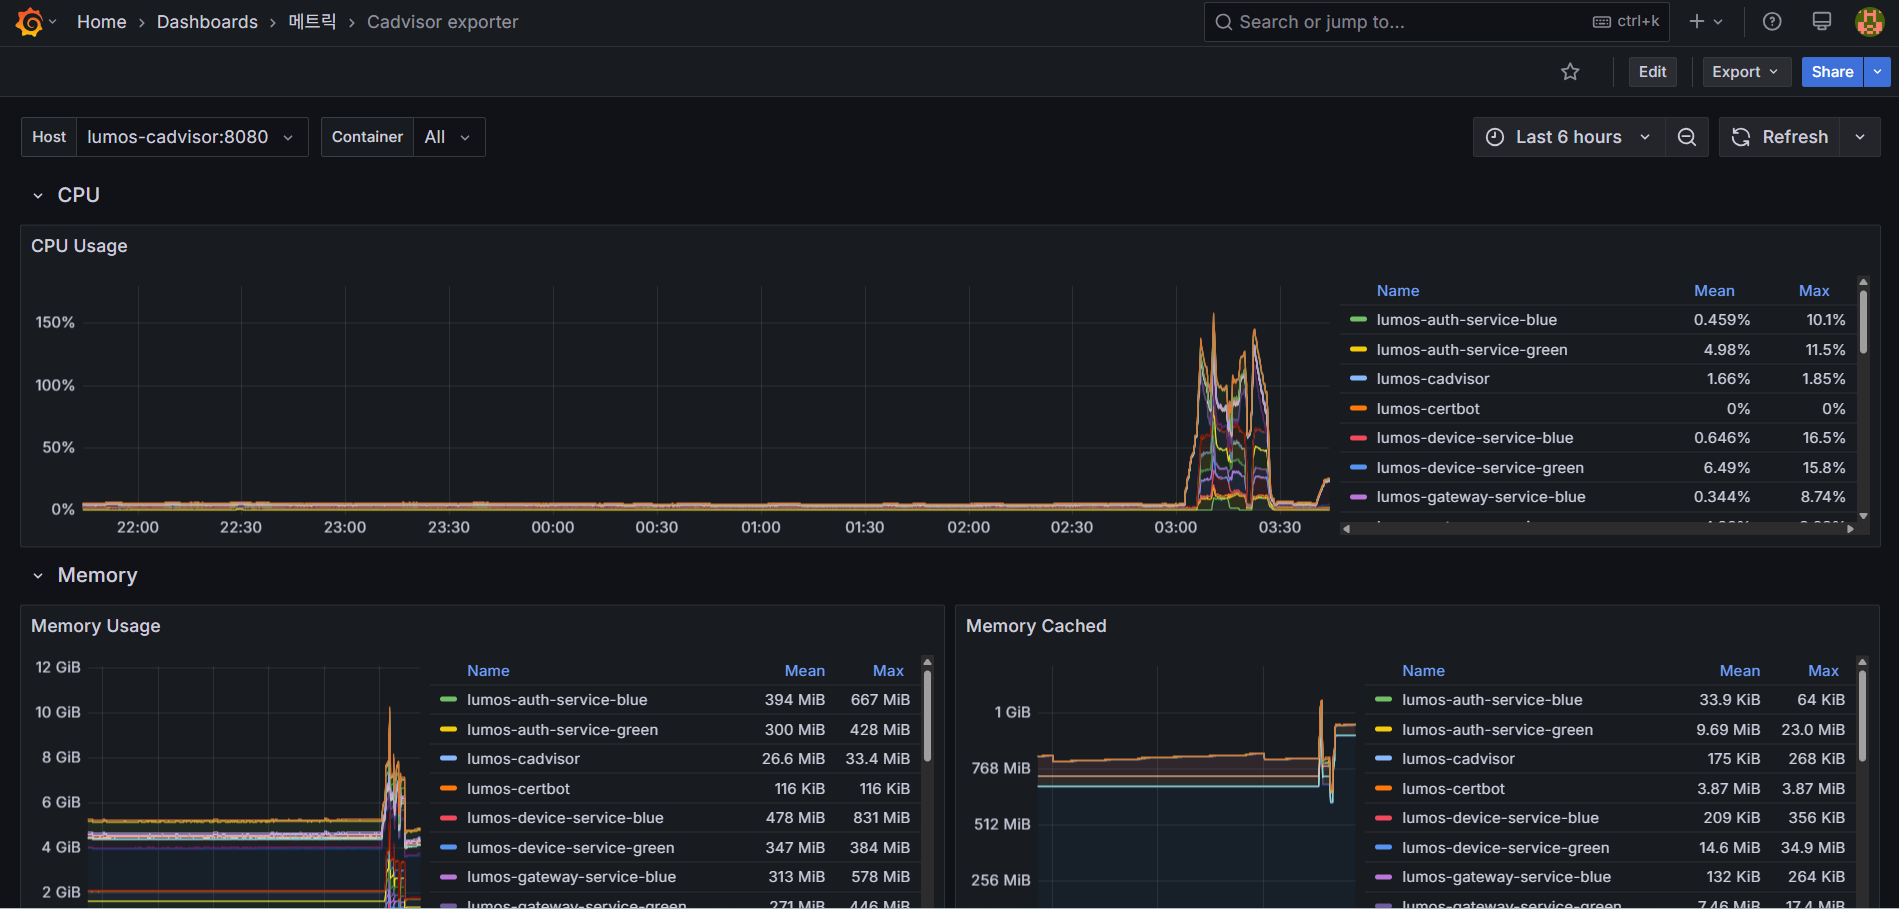 Home › Dashboards › 메트릭 › Cadvisor exporter
Search or jump to... ctrl+k
Edit Export Share
Host lumos-cadvisor:8080 Container All
Last 6 hours Refresh
CPU
CPU Usage
150%
100%
50%
0%
22:00 22:30 23:00 23:30 00:00 00:30 01:00 01:30 02:00 02:30 03:00 03:30
Name Mean Max
lumos-auth-service-blue 0.459% 10.1%
lumos-auth-service-green 4.98% 11.5%
lumos-cadvisor 1.66% 1.85%
lumos-certbot 0% 0%
lumos-device-service-blue 0.646% 16.5%
lumos-device-service-green 6.49% 15.8%
lumos-gateway-service-blue 0.344% 8.74%
Memory
Memory Usage
12 GiB
10 GiB
8 GiB
6 GiB
4 GiB
2 GiB
Name Mean Max
lumos-auth-service-blue 394 MiB 667 MiB
lumos-auth-service-green 300 MiB 428 MiB
lumos-cadvisor 26.6 MiB 33.4 MiB
lumos-certbot 116 KiB 116 KiB
lumos-device-service-blue 478 MiB 831 MiB
lumos-device-service-green 347 MiB 384 MiB
lumos-gateway-service-blue 313 MiB 578 MiB
lumos-gateway-service-green 271 MiB 446 MiB
Memory Cached
1 GiB
768 MiB
512 MiB
256 MiB
Name Mean Max
lumos-auth-service-blue 33.9 KiB 64 KiB
lumos-auth-service-green 9.69 MiB 23.0 MiB
lumos-cadvisor 175 KiB 268 KiB
lumos-certbot 3.87 MiB 3.87 MiB
lumos-device-service-blue 209 KiB 356 KiB
lumos-device-service-green 14.6 MiB 34.9 MiB
lumos-gateway-service-blue 132 KiB 264 KiB
lumos-gateway-service-green 7.46 MiB 17.4 MiB